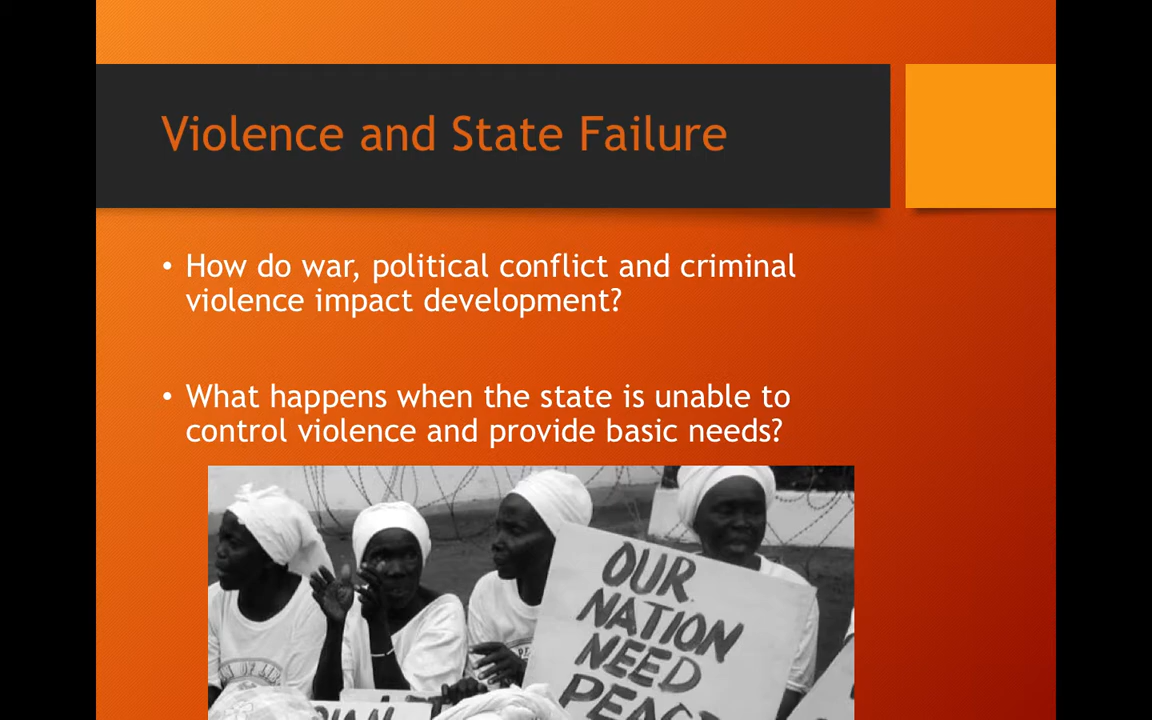 Violence and State Failure
• How do war, political conflict and criminal
violence impact development?
• What happens when the state is unable to
control violence and provide basic needs?
OUR
NATION
NEED